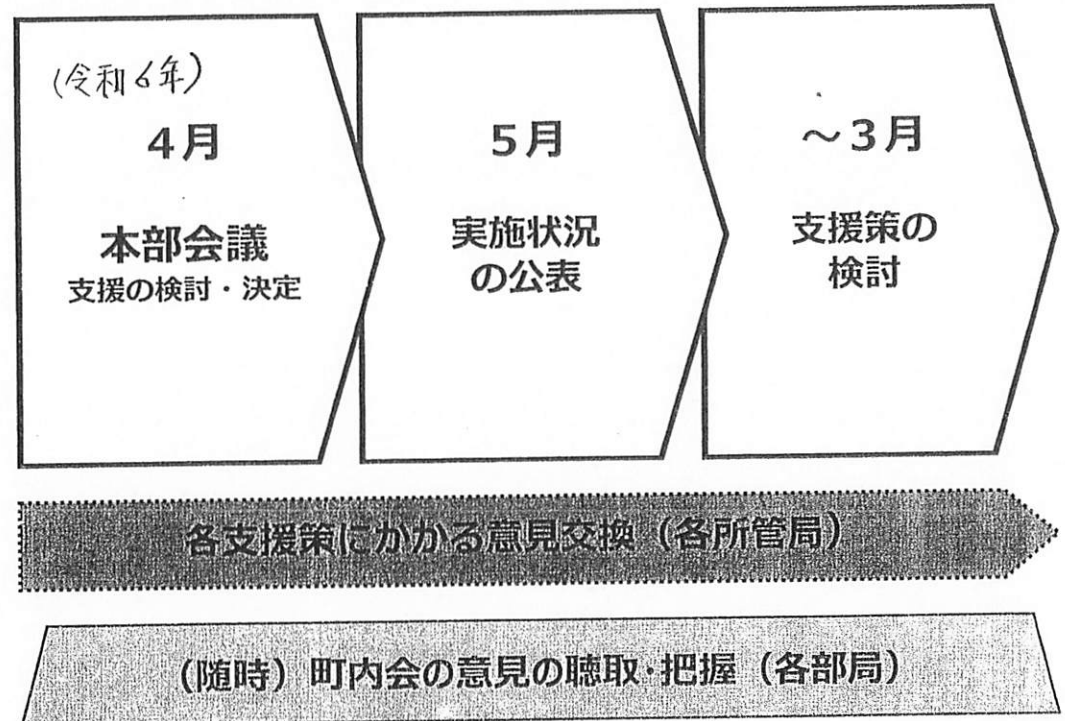 (令和6年)
4月
本部会議
支援の検討・決定
5月
実施状況
の公表
～3月
支援策の
検討
各支援策にかかる意見交換（各所管局）
（随時）町内会の意見の聴取・把握（各部局）